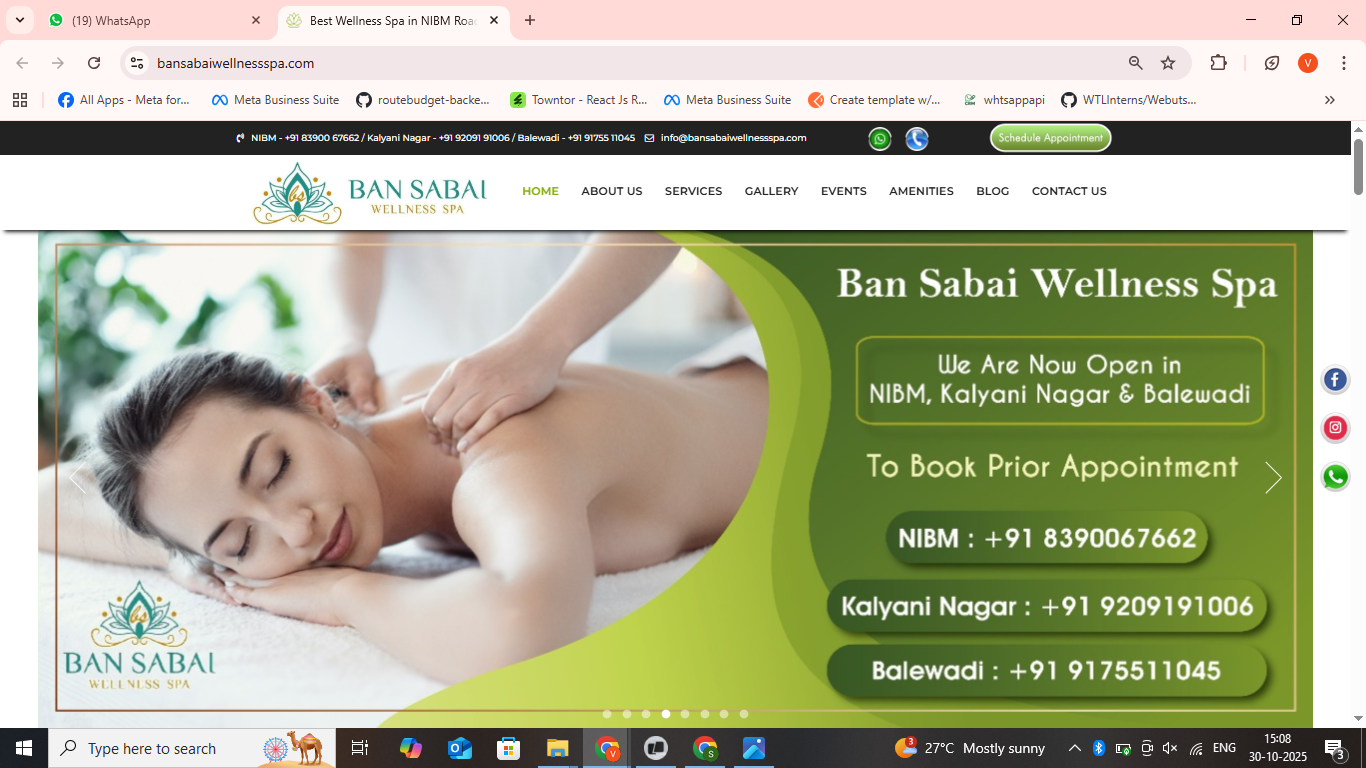 (19) WhatsApp
Best Wellness Spa in NIBM Road
bansabaiwellnessspa.com
V
All Apps - Meta for...
Meta Business Suite
routebudget-backe...
Towntor - React Js R...
Meta Business Suite
Create template w/...
whtsappapi
WTLInterns/Webuts...
NIBM - +91 83900 67662 / Kalyani Nagar - +91 92091 91006 / Balewadi - +91 91755 11045
info@bansabaiwellnessspa.com
Schedule Appointment
BAN SABAI
WELLNESS SPA
HOME
ABOUT US
SERVICES
GALLERY
EVENTS
AMENITIES
BLOG
CONTACT US
Ban Sabai Wellness Spa
We Are Now Open in
NIBM, Kalyani Nagar & Balewadi
To Book Prior Appointment
NIBM : +91 8390067662
Kalyani Nagar : +91 9209191006
Balewadi : +91 9175511045
BAN SABAI
WELLNESS SPA
Type here to search
V
S
3
27°C Mostly sunny
ENG
15:08
30-10-2025
3